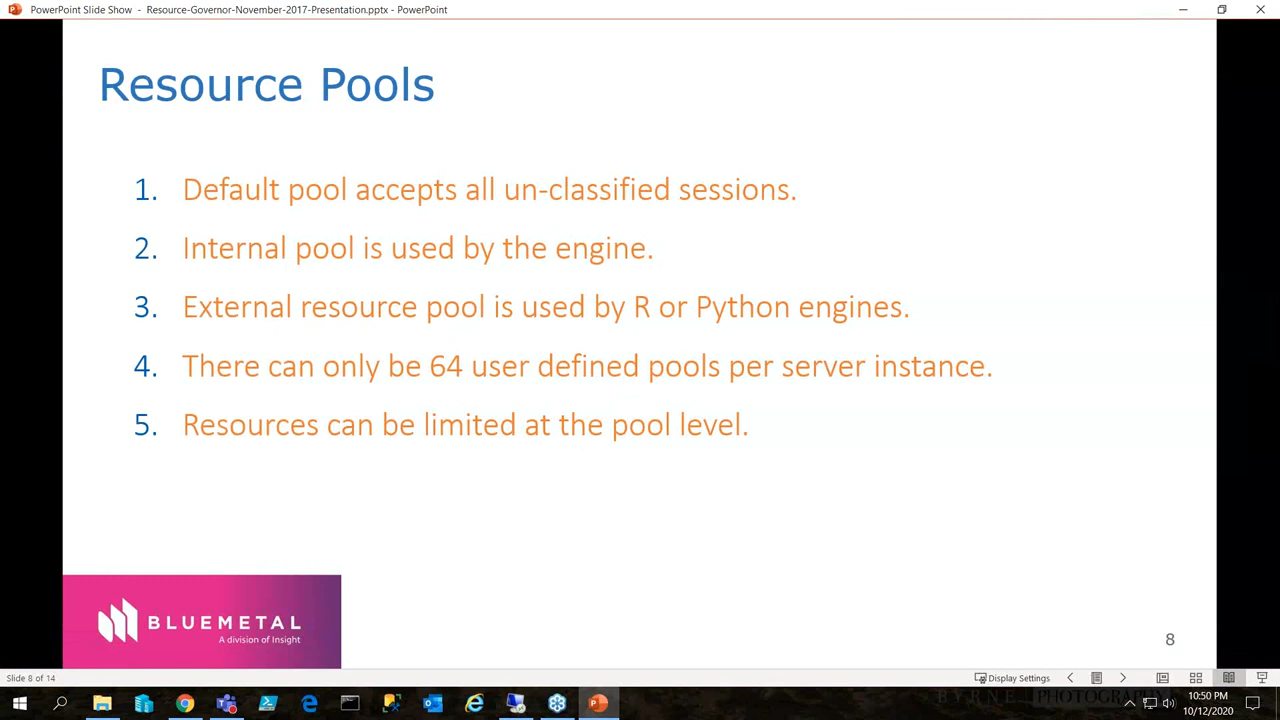 PowerPoint Slide Show - Resource-Governor-November-2017-Presentation.pptx - PowerPoint
Resource Pools
1. Default pool accepts all un-classified sessions.
2. Internal pool is used by the engine.
3. External resource pool is used by R or Python engines.
4. There can only be 64 user defined pools per server instance.
5. Resources can be limited at the pool level.
BLUEMETAL
A division of Insight
8
Slide 8 of 14
Display Settings
BYRNE PHOTOGRAPHY
10:50 PM
10/12/2020